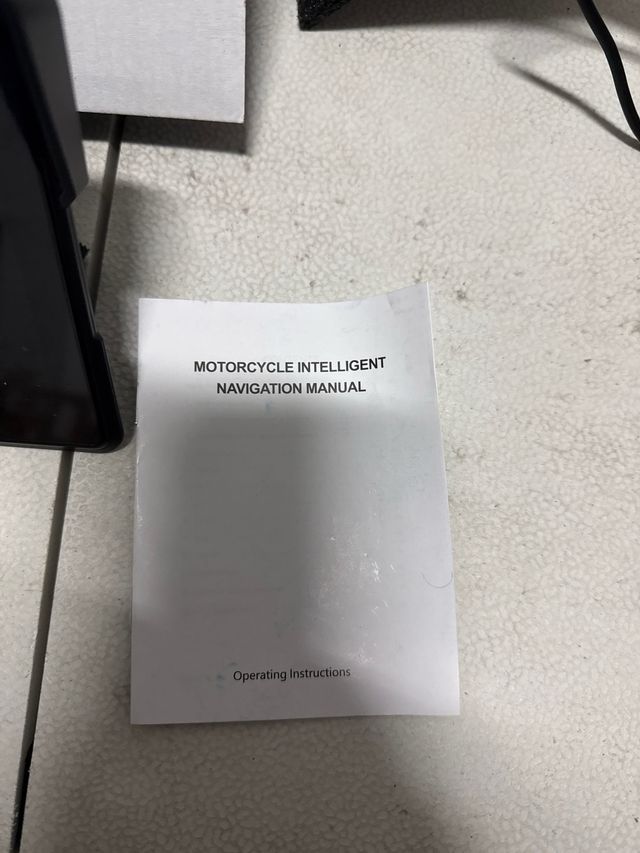 MOTORCYCLE INTELLIGENT
NAVIGATION MANUAL
Operating Instructions